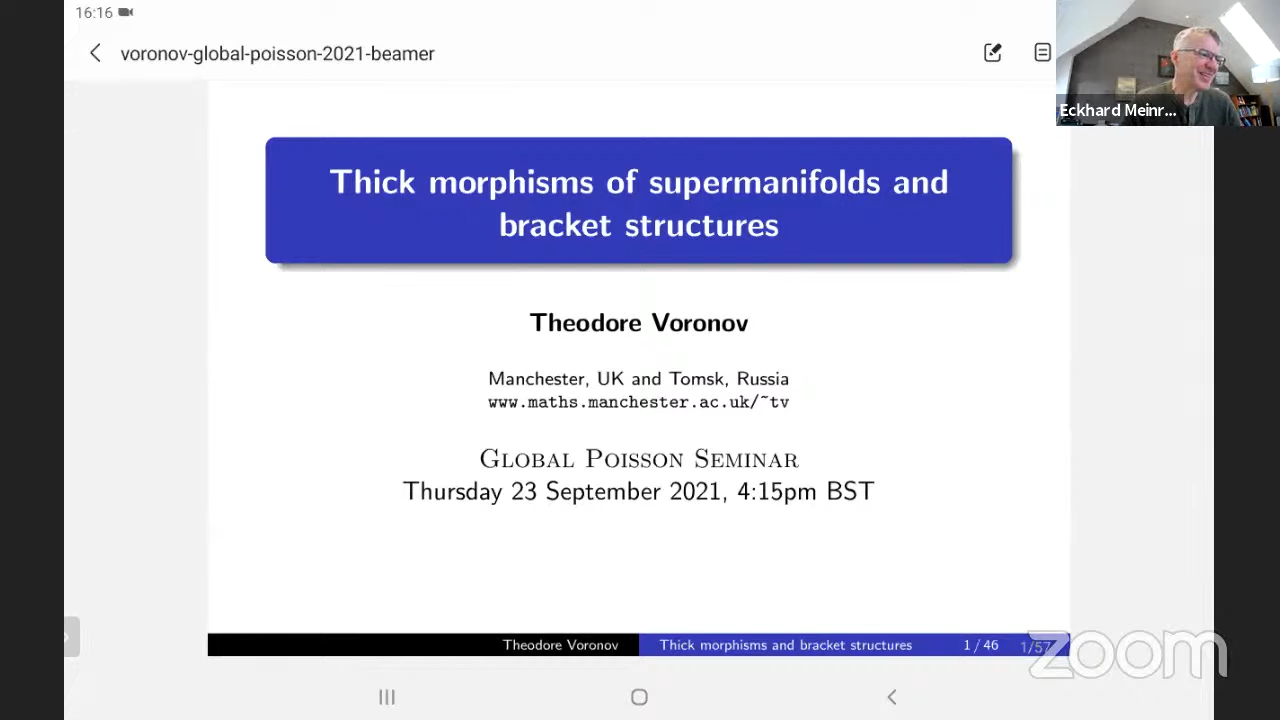 16:16
voronov-global-poisson-2021-beamer
Eckhard Meinr...
Thick morphisms of supermanifolds and
bracket structures
Theodore Voronov
Manchester, UK and Tomsk, Russia
www.maths.manchester.ac.uk/~tv
Global Poisson Seminar
Thursday 23 September 2021, 4:15pm BST
Theodore Voronov
Thick morphisms and bracket structures
1 / 46
1/57
zoom